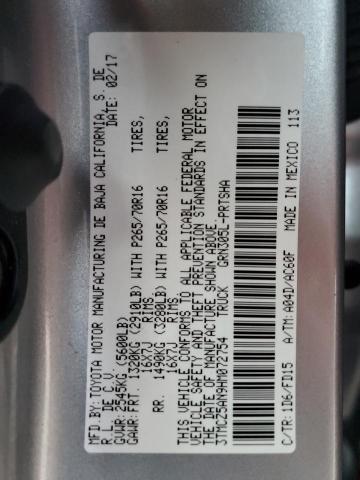 MFD.BY:TOYOTA MOTOR MANUFACTURING DE BAJA CALIFORNIA, S. DE
R. L. DE C. V. DATE: 02/17
GVWR: 2545KG (5600LB)
GAWR:FRT. 1320KG (2910LB) WITH P265/70R16 TIRES,
16X7J RIMS,
RR. 1490KG (3280LB) WITH P265/70R16 TIRES,
16X7J RIMS,
THIS VEHICLE CONFORMS TO ALL APPLICABLE FEDERAL MOTOR
VEHICLE SAFETY AND THEFT PREVENTION STANDARDS IN EFFECT ON
THE DATE OF MANUFACTURE SHOWN ABOVE.
3TMCZ5AN9HM072754 TRUCK GRN305L-PRTSHA
C/TR: 1D6/FD15 A/TM: A04D/AC60F MADE IN MEXICO 113